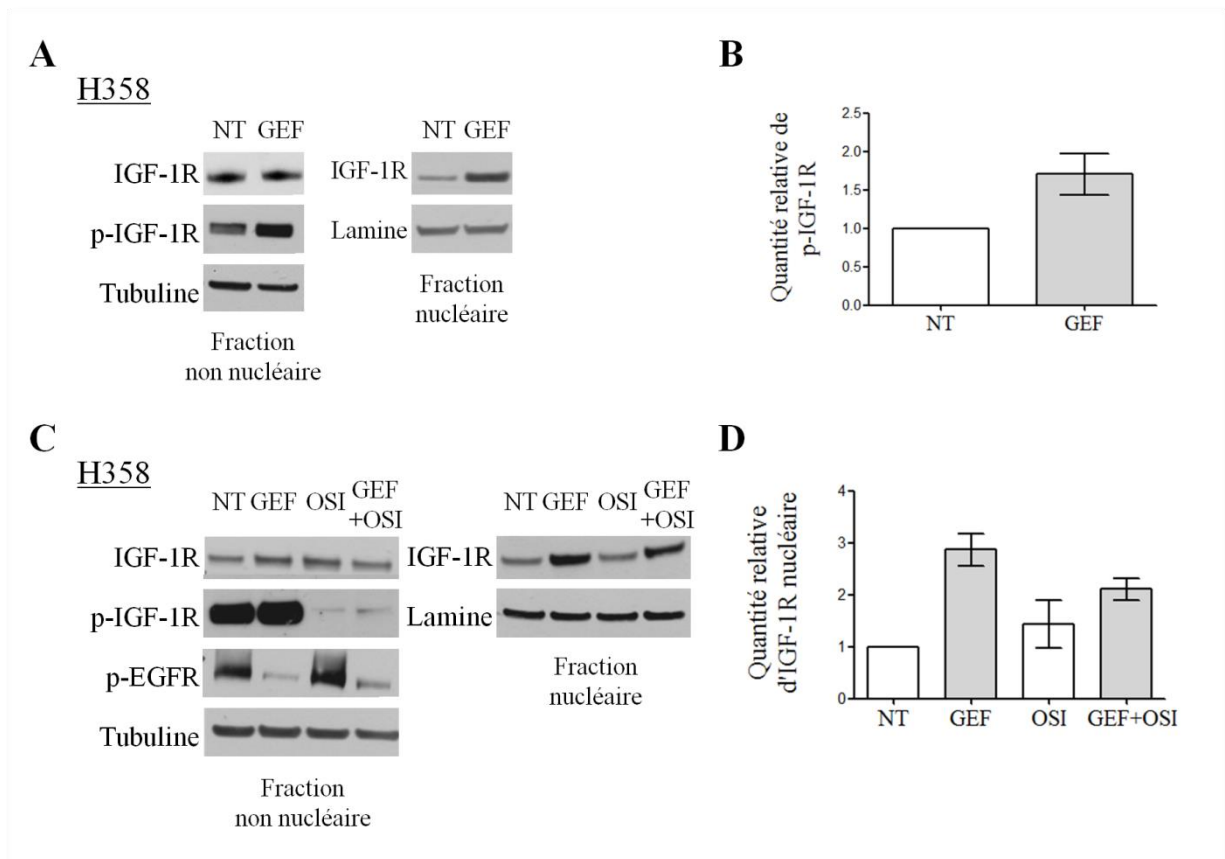 A
H358
NT GEF
IGF-1R
p-IGF-1R
Tubuline
Fraction
non nucléaire
NT GEF
IGF-1R
Lamine
Fraction
nucléaire
B
Quantité relative de
p-IGF-1R
2.5
2.0
1.5
1.0
0.5
0.0
NT GEF
C
H358
NT GEF OSI GEF
+OSI
IGF-1R
p-IGF-1R
p-EGFR
Tubuline
Fraction
non nucléaire
NT GEF OSI GEF
+OSI
IGF-1R
Lamine
Fraction
nucléaire
D
Quantité relative
d'IGF-1R nucléaire
4
3
2
1
0
NT GEF OSI GEF+OSI